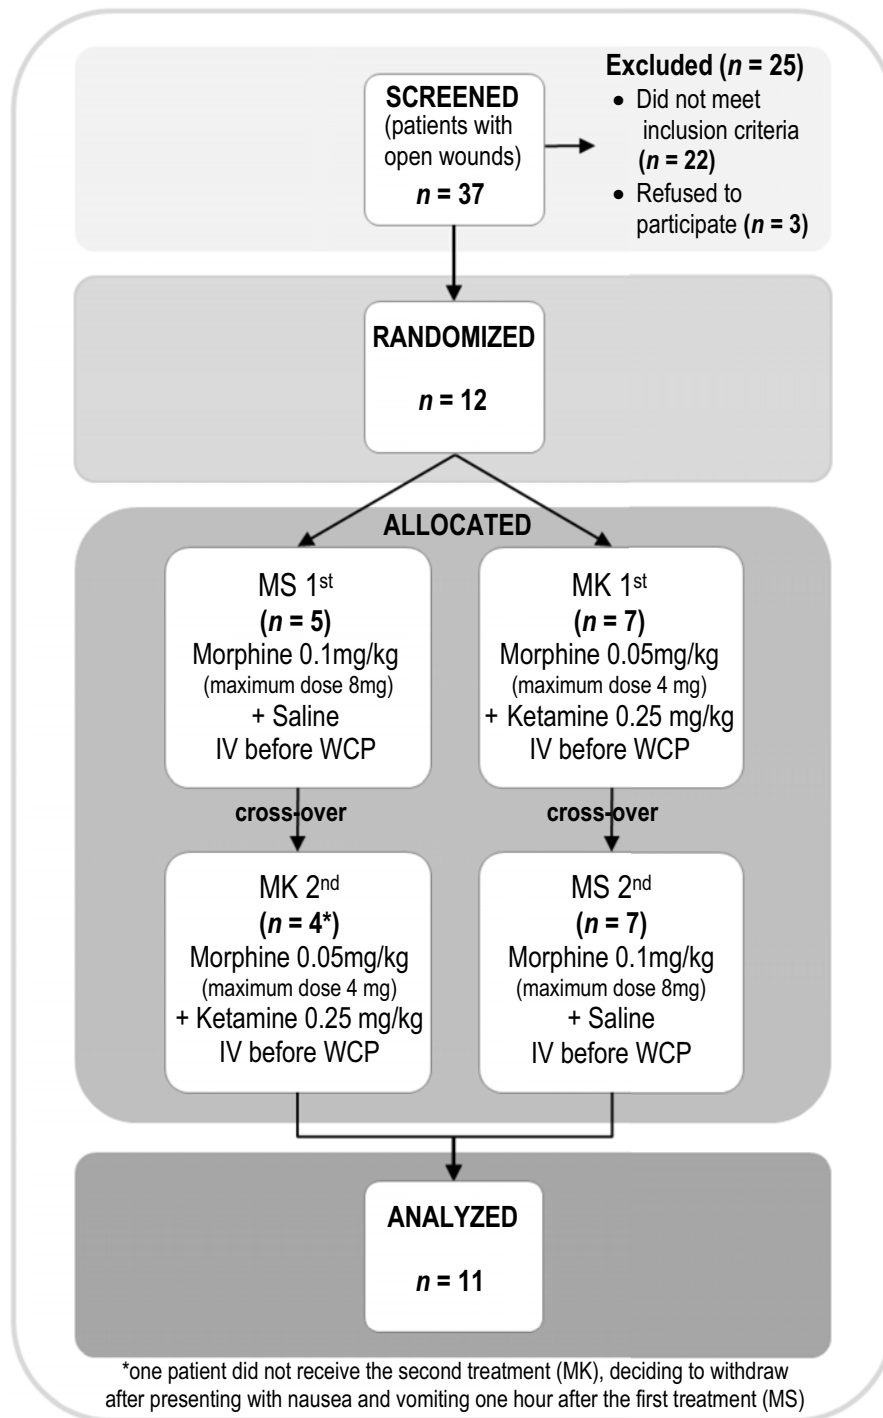 SCREENED
(patients with
open wounds)
n = 37
Excluded (n = 25)
• Did not meet
inclusion criteria
(n = 22)
• Refused to
participate (n = 3)
RANDOMIZED
n = 12
ALLOCATED
MS 1st
(n = 5)
Morphine 0.1mg/kg
(maximum dose 8mg)
+ Saline
IV before WCP
MK 1st
(n = 7)
Morphine 0.05mg/kg
(maximum dose 4 mg)
+ Ketamine 0.25 mg/kg
IV before WCP
cross-over
cross-over
MK 2nd
(n = 4*)
Morphine 0.05mg/kg
(maximum dose 4 mg)
+ Ketamine 0.25 mg/kg
IV before WCP
MS 2nd
(n = 7)
Morphine 0.1mg/kg
(maximum dose 8mg)
+ Saline
IV before WCP
ANALYZED
n = 11
*one patient did not receive the second treatment (MK), deciding to withdraw
after presenting with nausea and vomiting one hour after the first treatment (MS)